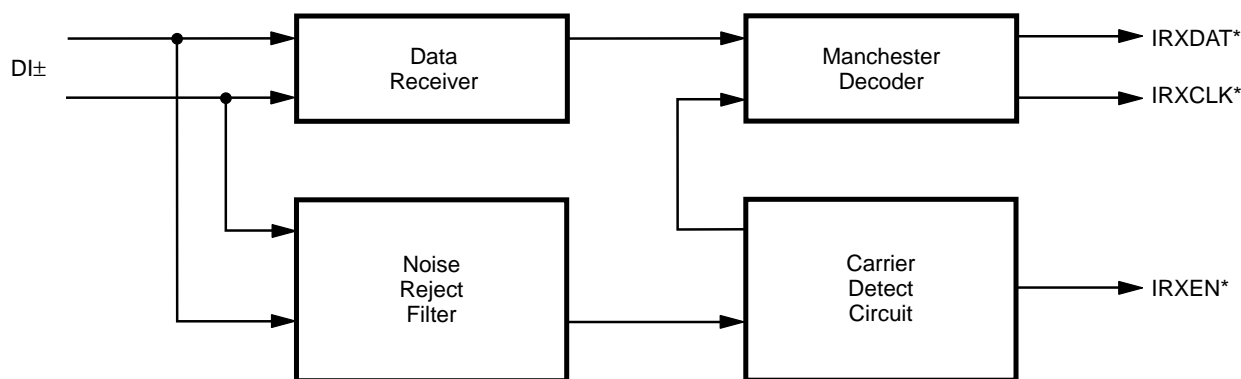 DI±
Data
Receiver
Manchester
Decoder
IRXDAT*
IRXCLK*
Noise
Reject
Filter
Carrier
Detect
Circuit
IRXEN*